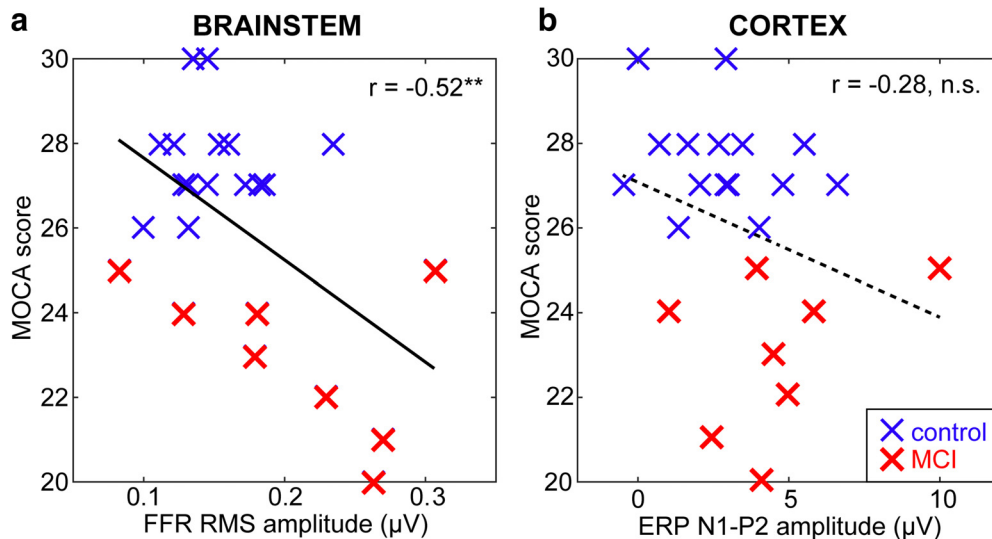 a BRAINSTEM
r = -0.52**
30
28
26
24
22
20
MOCA score
0.1 0.2 0.3
FFR RMS amplitude (μV)
b CORTEX
r = -0.28, n.s.
30
28
26
24
22
20
MOCA score
0 5 10
ERP N1-P2 amplitude (μV)
control
MCI